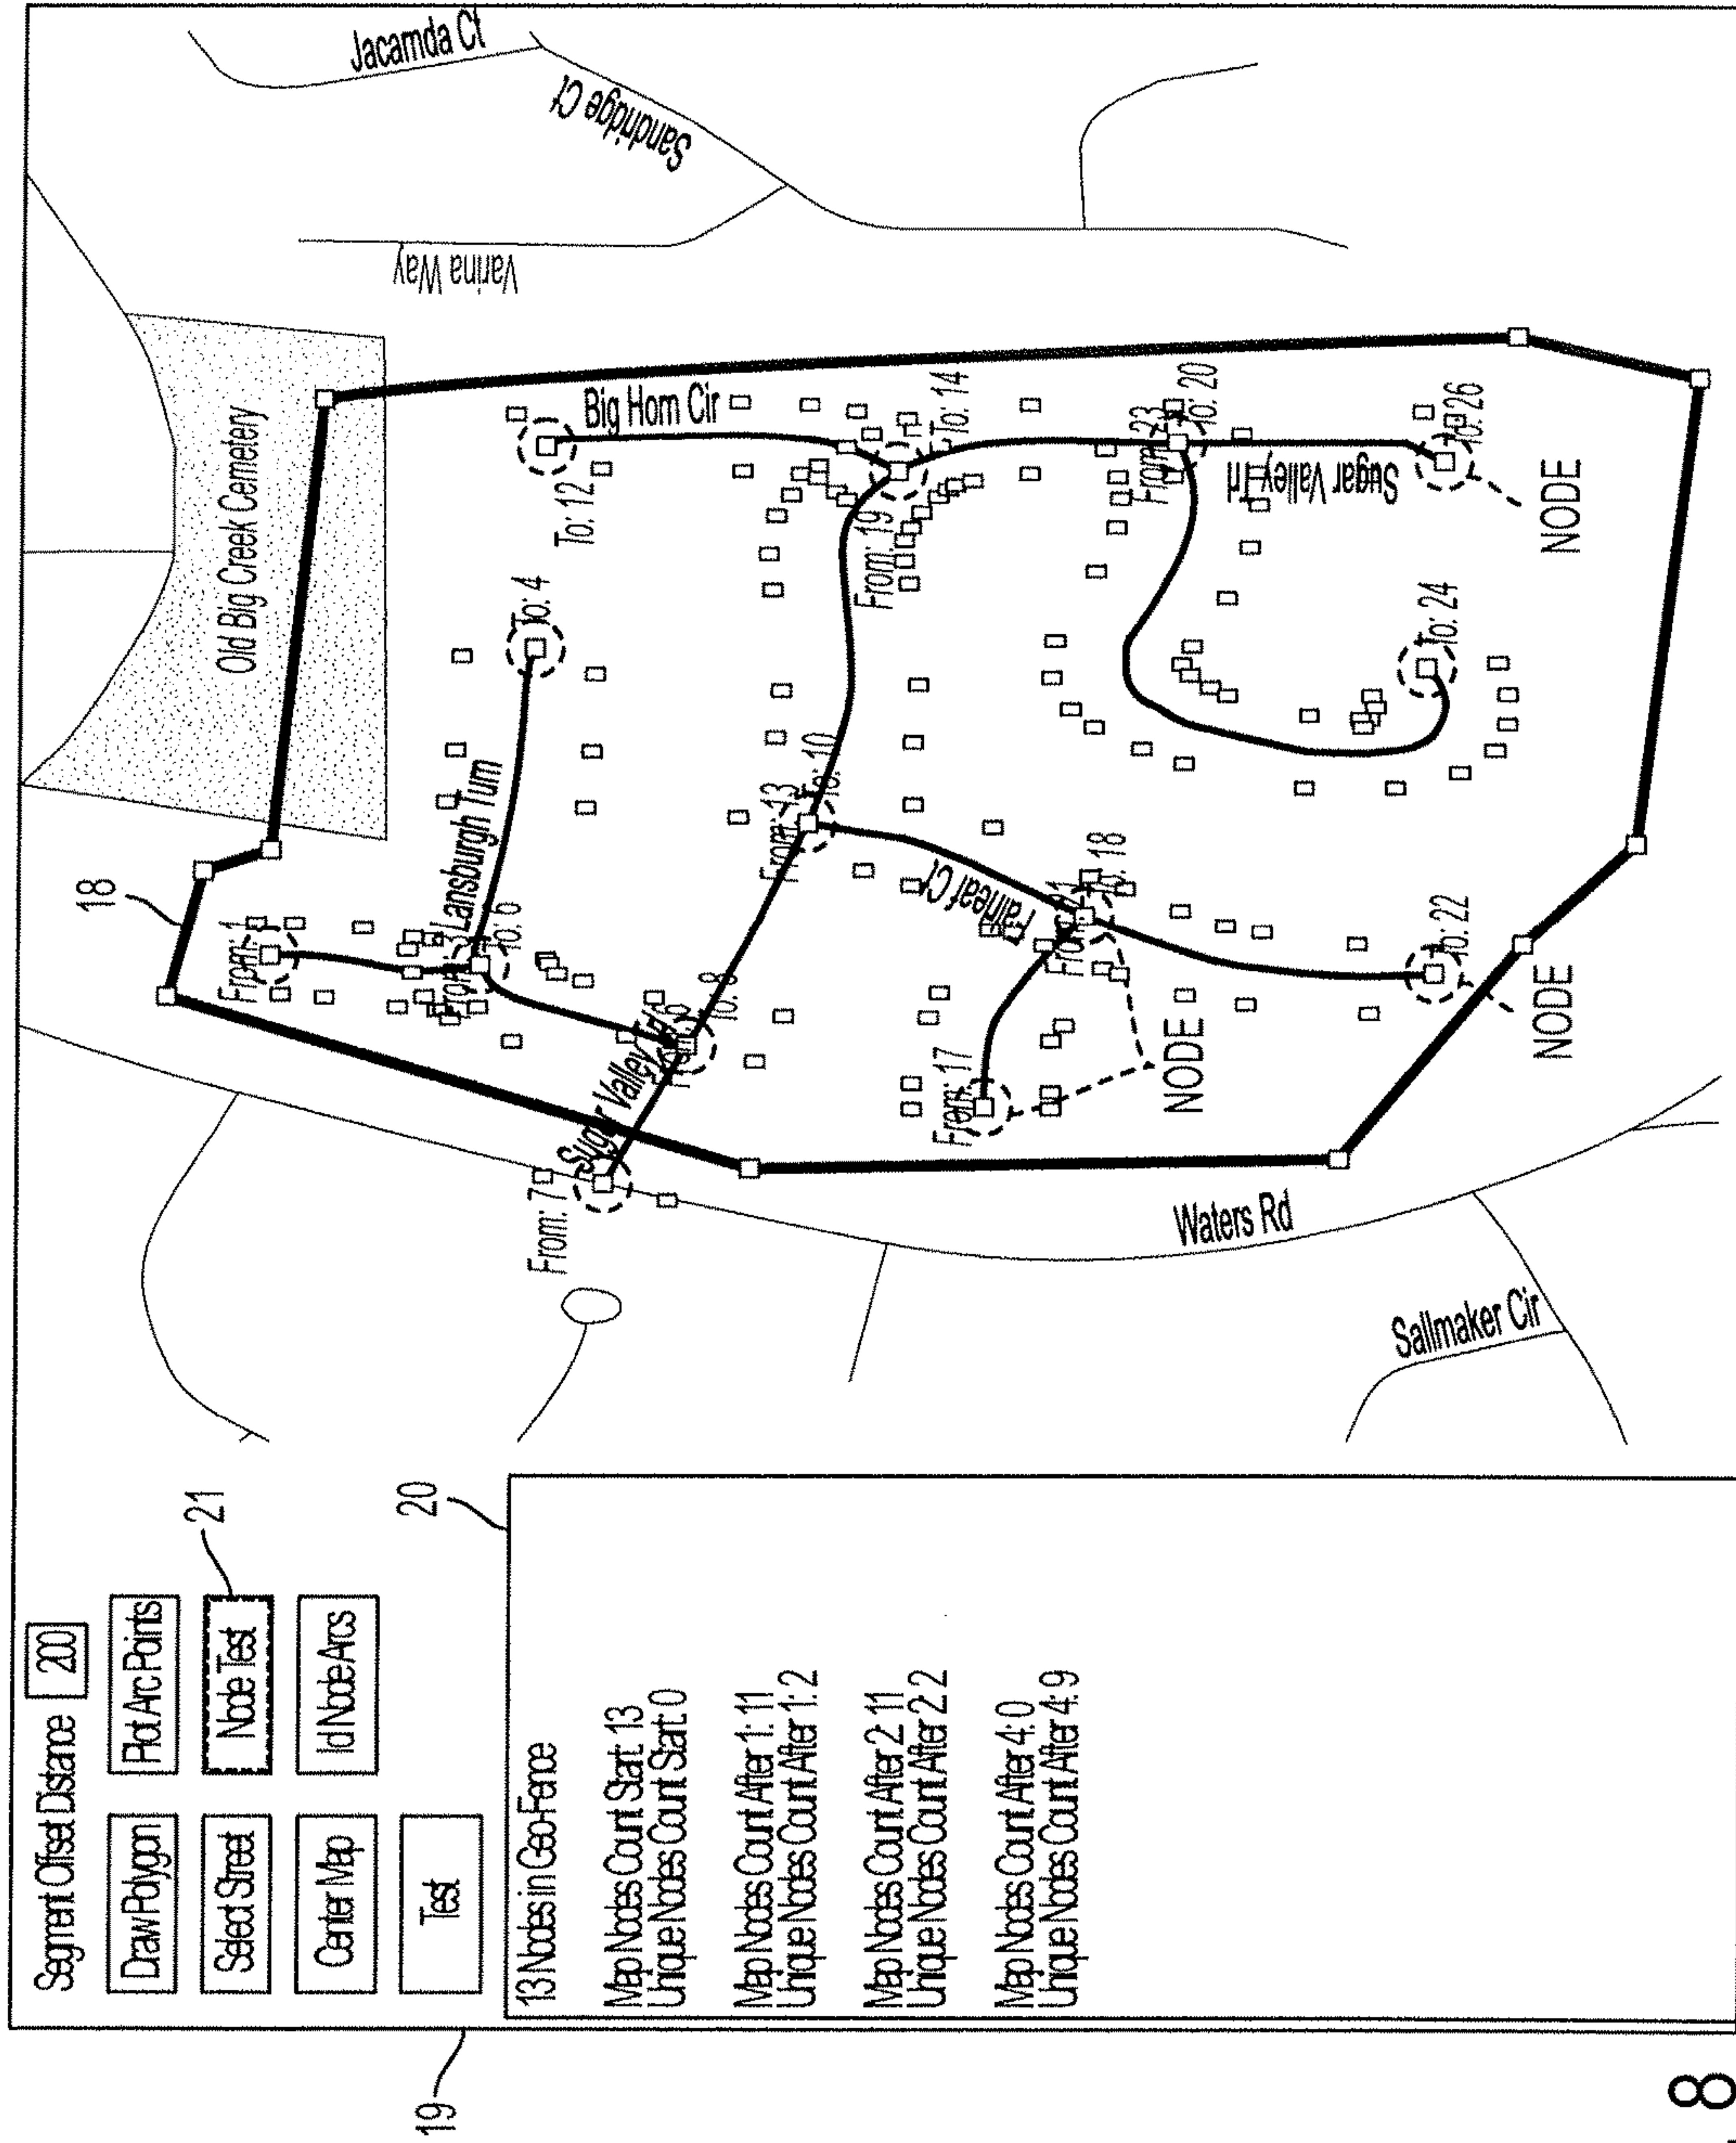 Segment Offset Distance 200
Draw Polygon
Plot Arc Points
Select Street
Node Test
Center Map
Id Node Arcs
Test
21
20
19
13 Nodes in Geo-Fence
Map Nodes Count Start: 13
Unique Nodes Count Start: 0
Map Nodes Count After 1: 11
Unique Nodes Count After 1: 2
Map Nodes Count After 2: 11
Unique Nodes Count After 2: 2
Map Nodes Count After 4: 0
Unique Nodes Count After 4: 9
18
Old Big Creek Cemetery
Jacarnda Ct
Sandridge Ct
Varina Way
From: 1
Lansburgh Turn
To: 4
To: 6
To: 12
Big Horn Cir
From: 7
Sugar Valley
To: 8
From: 13
To: 10
From: 19
To: 14
Fairleaf Ct
To: 18
From: 17
From: 23
To: 20
Sugar Valley Trl
To: 26
To: 24
To: 22
NODE
NODE
NODE
Waters Rd
Sallmaker Cir
8